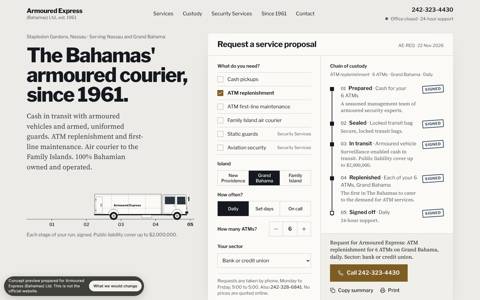 Armoured Express
(Bahamas) Ltd. est. 1961
Services Custody Security Services Since 1961 Contact
242-323-4430
Office closed · 24-hour support
Stapledon Gardens, Nassau · Serving Nassau and Grand Bahama
The Bahamas'
armoured courier,
since 1961.
Cash in transit with armoured
vehicles and armed, uniformed
guards. ATM replenishment and first-
line maintenance. Air courier to the
Family Islands. 100% Bahamian
owned and operated.
ArmouredExpress
01 02 03 04 05
Each stage of your run, signed. Public liability cover up to $2,000,000.
Concept preview prepared for Armoured
Express (Bahamas) Ltd. This is not the
official website.
What we would change
Request a service proposal
AE-REQ · 22 Nov 2026
What do you need?
Cash pickups
ATM replenishment
ATM first-line maintenance
Family Island air courier
Static guards Security Services
Aviation security Security Services
Island
New Providence
Grand Bahama
Family Island
How often?
Daily Set days On call
How many ATMs?
− 6 +
Your sector
Bank or credit union
Requests are taken by phone, Monday to
Friday, 9:00 to 5:00. Also 242-328-6841. No
prices are quoted online.
Chain of custody
ATM replenishment · 6 ATMs · Grand Bahama · Daily
01 Prepared · Cash for your
6 ATMs
SIGNED
A seasoned management team of
armoured security experts.
02 Sealed · Locked transit bag
SIGNED
Secure, locked transit bags.
03 In transit · Armoured vehicle
SIGNED
Surveillance-enabled cash in
transit. Public liability cover up
to $2,000,000.
04 Replenished · Each of your 6
ATMs, Grand Bahama
SIGNED
The first in The Bahamas to cater
to the demand for ATM services.
05 Signed off · Daily
SIGNED
24-hour support.
Request for Armoured Express: ATM
replenishment for 6 ATMs on Grand Bahama,
daily. Sector: bank or credit union.
Call 242-323-4430
Copy summary Print